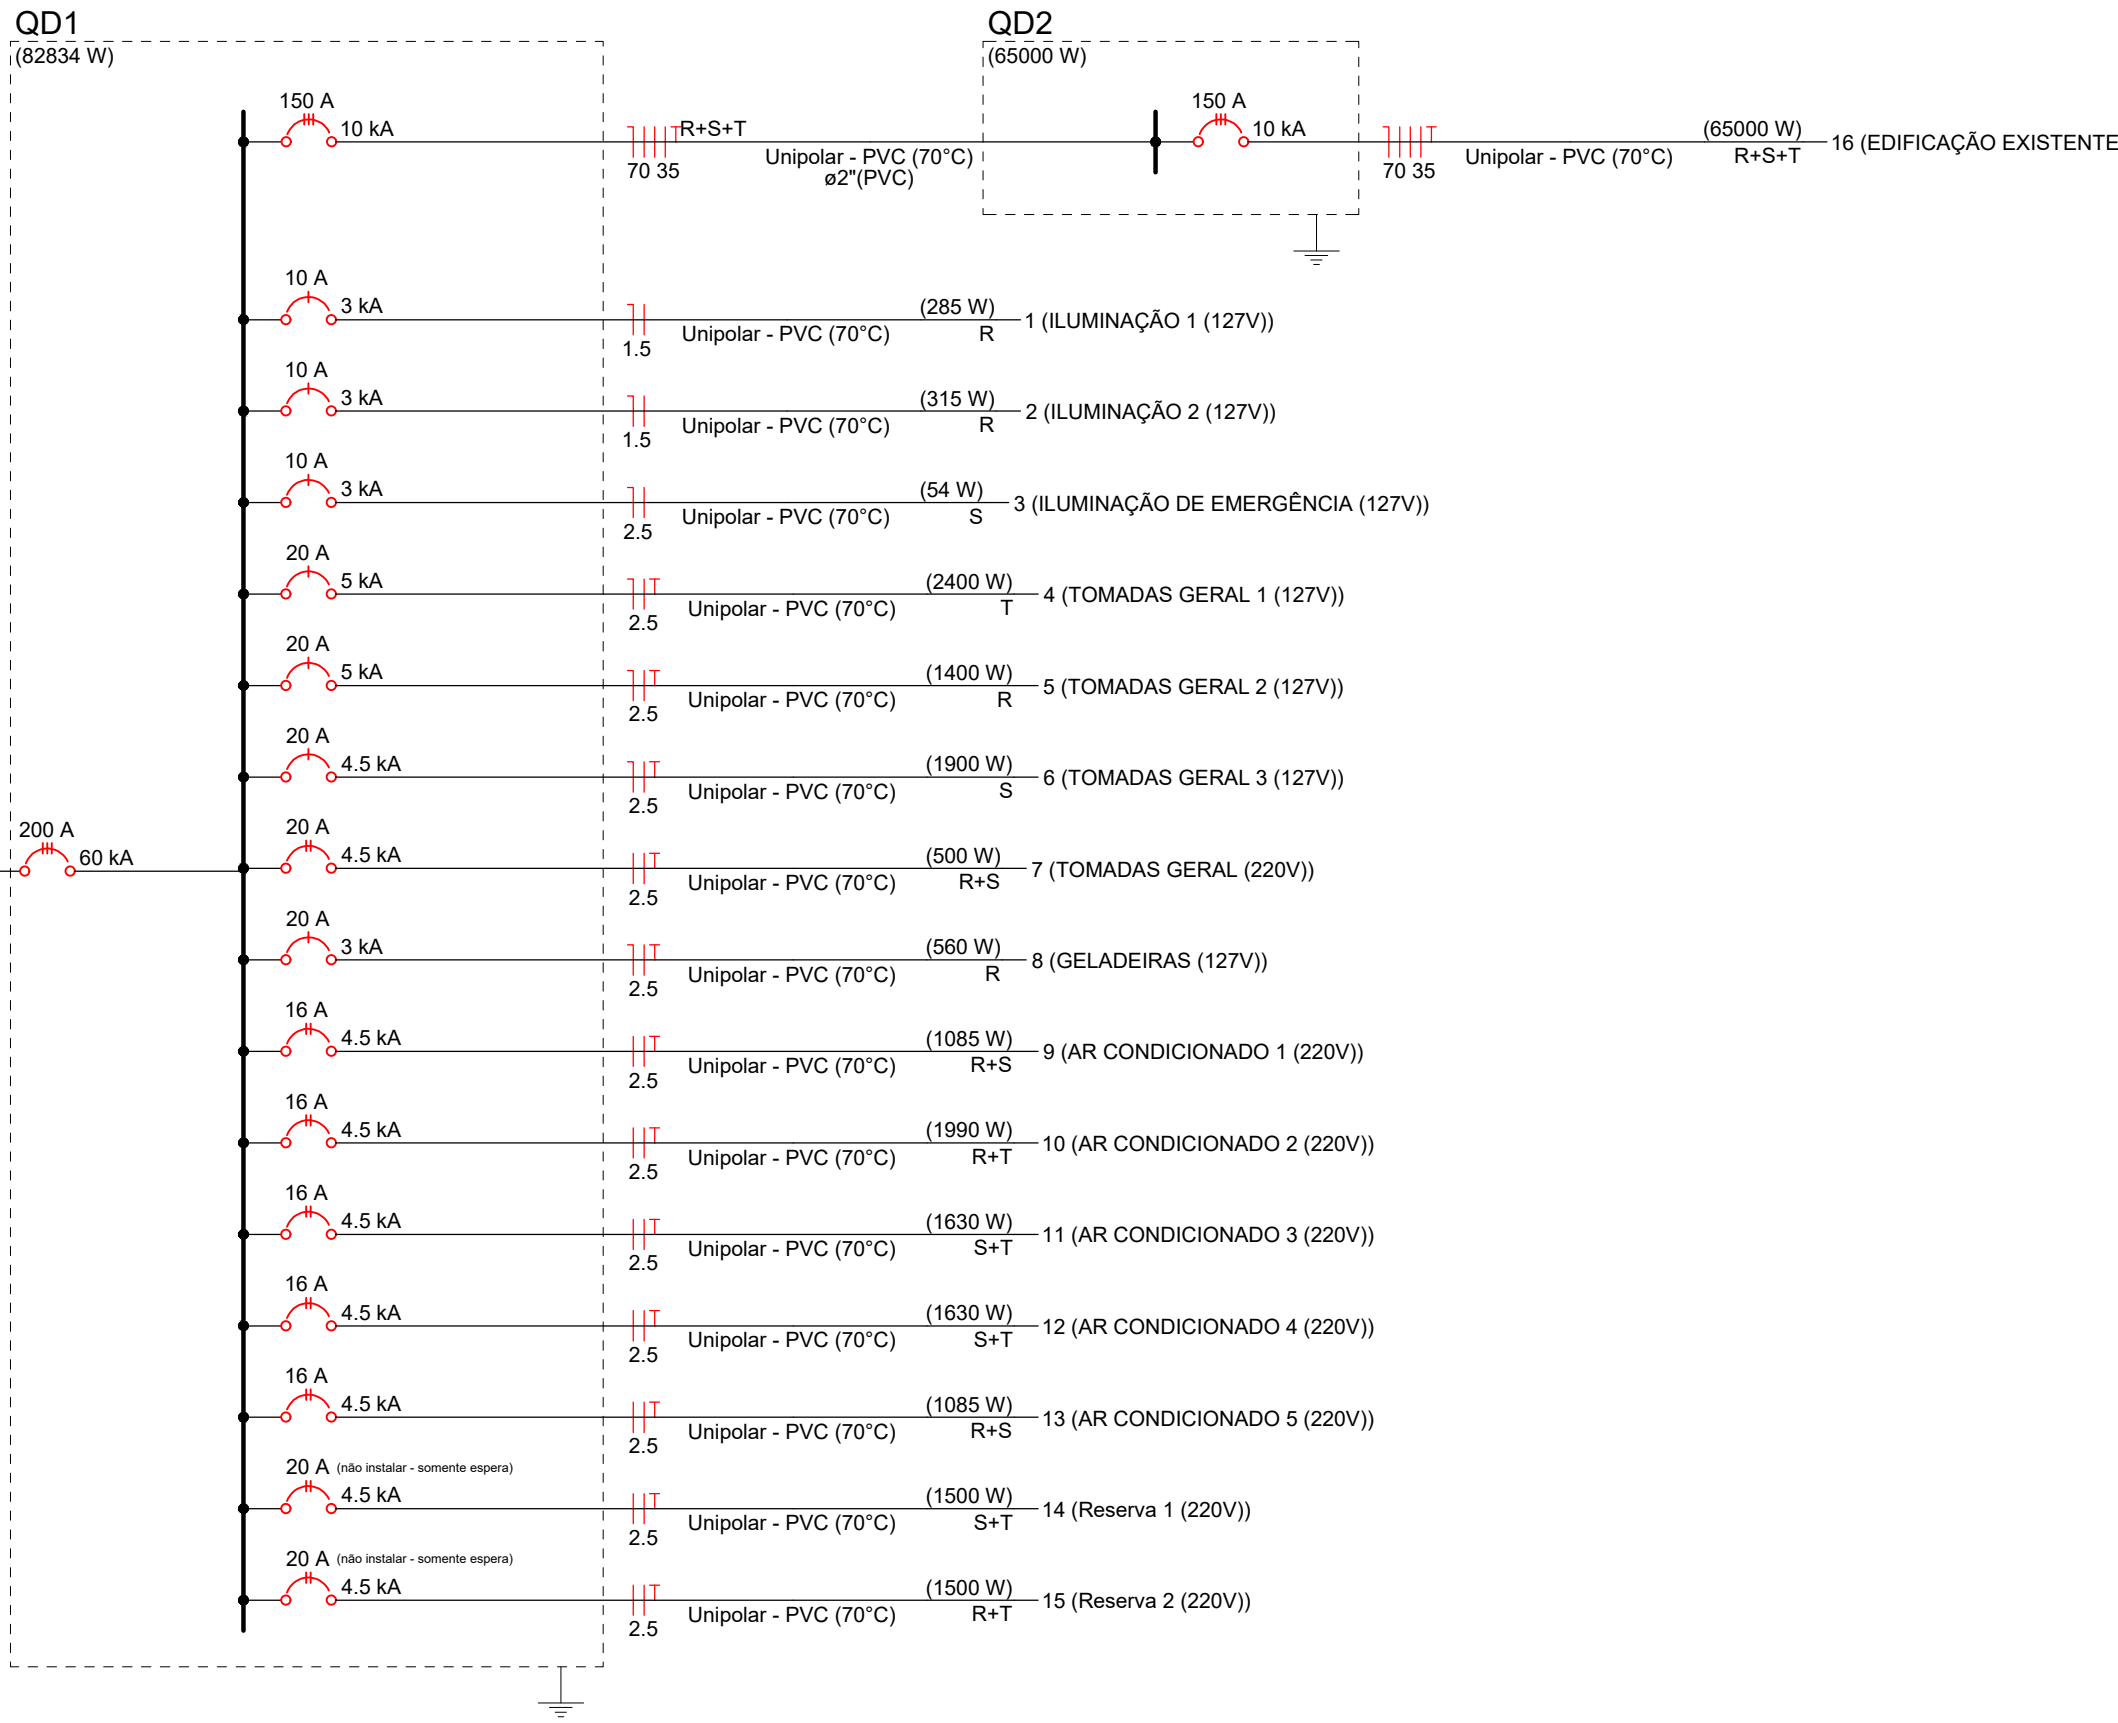 QD1
(82834 W)
QD2
(65000 W)
150 A
10 kA
R+S+T
70 35
Unipolar - PVC (70°C)
ø2"(PVC)
150 A
10 kA
70 35
Unipolar - PVC (70°C)
(65000 W)
R+S+T
16 (EDIFICAÇÃO EXISTENTE
10 A
3 kA
1.5
Unipolar - PVC (70°C)
(285 W)
R
1 (ILUMINAÇÃO 1 (127V))
10 A
3 kA
1.5
Unipolar - PVC (70°C)
(315 W)
R
2 (ILUMINAÇÃO 2 (127V))
10 A
3 kA
2.5
Unipolar - PVC (70°C)
(54 W)
S
3 (ILUMINAÇÃO DE EMERGÊNCIA (127V))
20 A
5 kA
2.5
Unipolar - PVC (70°C)
(2400 W)
T
4 (TOMADAS GERAL 1 (127V))
20 A
5 kA
2.5
Unipolar - PVC (70°C)
(1400 W)
R
5 (TOMADAS GERAL 2 (127V))
20 A
4.5 kA
2.5
Unipolar - PVC (70°C)
(1900 W)
S
6 (TOMADAS GERAL 3 (127V))
200 A
60 kA
20 A
4.5 kA
2.5
Unipolar - PVC (70°C)
(500 W)
R+S
7 (TOMADAS GERAL (220V))
20 A
3 kA
2.5
Unipolar - PVC (70°C)
(560 W)
R
8 (GELADEIRAS (127V))
16 A
4.5 kA
2.5
Unipolar - PVC (70°C)
(1085 W)
R+S
9 (AR CONDICIONADO 1 (220V))
16 A
4.5 kA
2.5
Unipolar - PVC (70°C)
(1990 W)
R+T
10 (AR CONDICIONADO 2 (220V))
16 A
4.5 kA
2.5
Unipolar - PVC (70°C)
(1630 W)
S+T
11 (AR CONDICIONADO 3 (220V))
16 A
4.5 kA
2.5
Unipolar - PVC (70°C)
(1630 W)
S+T
12 (AR CONDICIONADO 4 (220V))
16 A
4.5 kA
2.5
Unipolar - PVC (70°C)
(1085 W)
R+S
13 (AR CONDICIONADO 5 (220V))
20 A (não instalar - somente espera)
4.5 kA
2.5
Unipolar - PVC (70°C)
(1500 W)
S+T
14 (Reserva 1 (220V))
20 A (não instalar - somente espera)
4.5 kA
2.5
Unipolar - PVC (70°C)
(1500 W)
R+T
15 (Reserva 2 (220V))